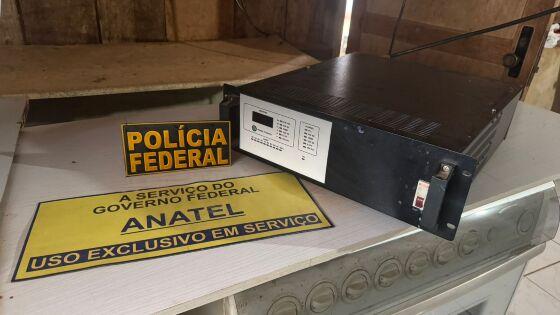 POLÍCIA
FEDERAL
A SERVIÇO DO
GOVERNO FEDERAL
ANATEL
USO EXCLUSIVO EM SERVIÇO